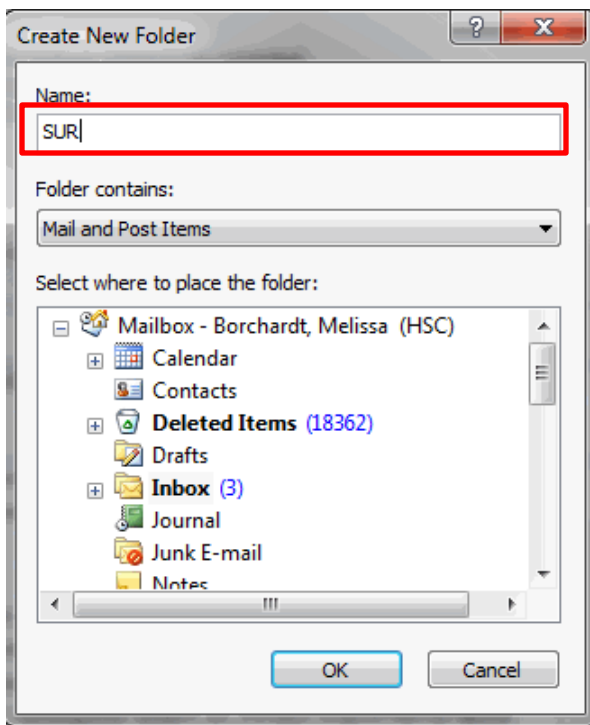 Create New Folder
Name:
SUR
Folder contains:
Mail and Post Items
Select where to place the folder:
Mailbox - Borchardt, Melissa (HSC)
Calendar
Contacts
Deleted Items (18362)
Drafts
Inbox (3)
Journal
Junk E-mail
Notes
OK Cancel